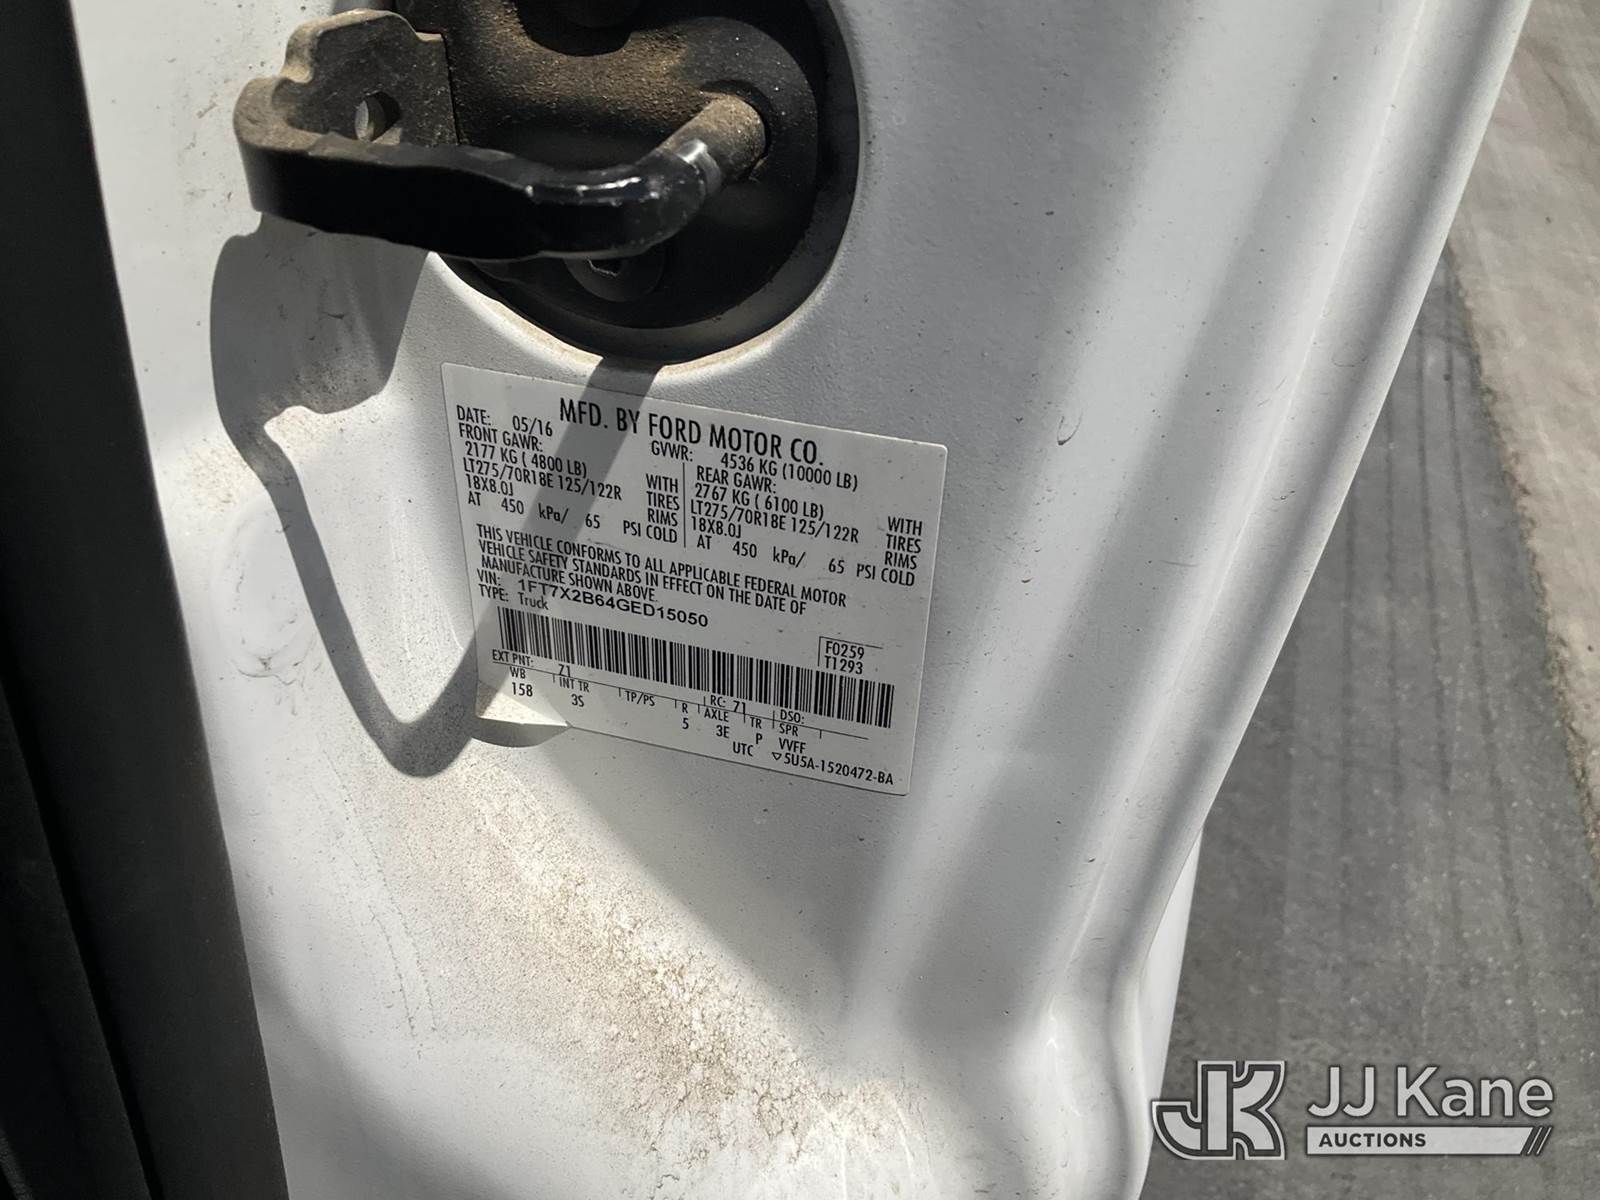 MFD. BY FORD MOTOR CO.
DATE: 05/16 GVWR: 4536 KG (10000 LB)
FRONT GAWR: REAR GAWR:
2177 KG ( 4800 LB) WITH 2767 KG ( 6100 LB) WITH
LT275/70R18E 125/122R TIRES LT275/70R18E 125/122R TIRES
18X8.0J RIMS 18X8.0J RIMS
AT 450 kPa/ 65 PSI COLD AT 450 kPa/ 65 PSI COLD
THIS VEHICLE CONFORMS TO ALL APPLICABLE FEDERAL MOTOR
VEHICLE SAFETY STANDARDS IN EFFECT ON THE DATE OF
MANUFACTURE SHOWN ABOVE.
VIN: 1FT7X2B64GED15050
TYPE: Truck
F0259
T1293
EXT PNT: Z1 RC: 71 DSO:
WB INT TR TP/PS R AXLE TR SPR
158 3S 5 3E P VVFF
UTC ▽5U5A-1520472-BA
JK JJ Kane
AUCTIONS